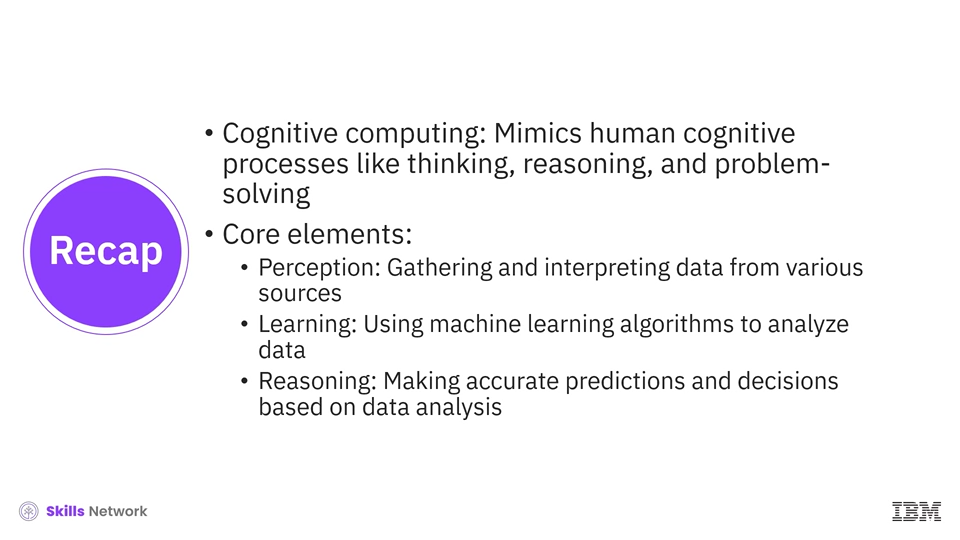 Recap
• Cognitive computing: Mimics human cognitive
processes like thinking, reasoning, and problem-
solving
• Core elements:
• Perception: Gathering and interpreting data from various
sources
• Learning: Using machine learning algorithms to analyze
data
• Reasoning: Making accurate predictions and decisions
based on data analysis
Skills Network
IBM